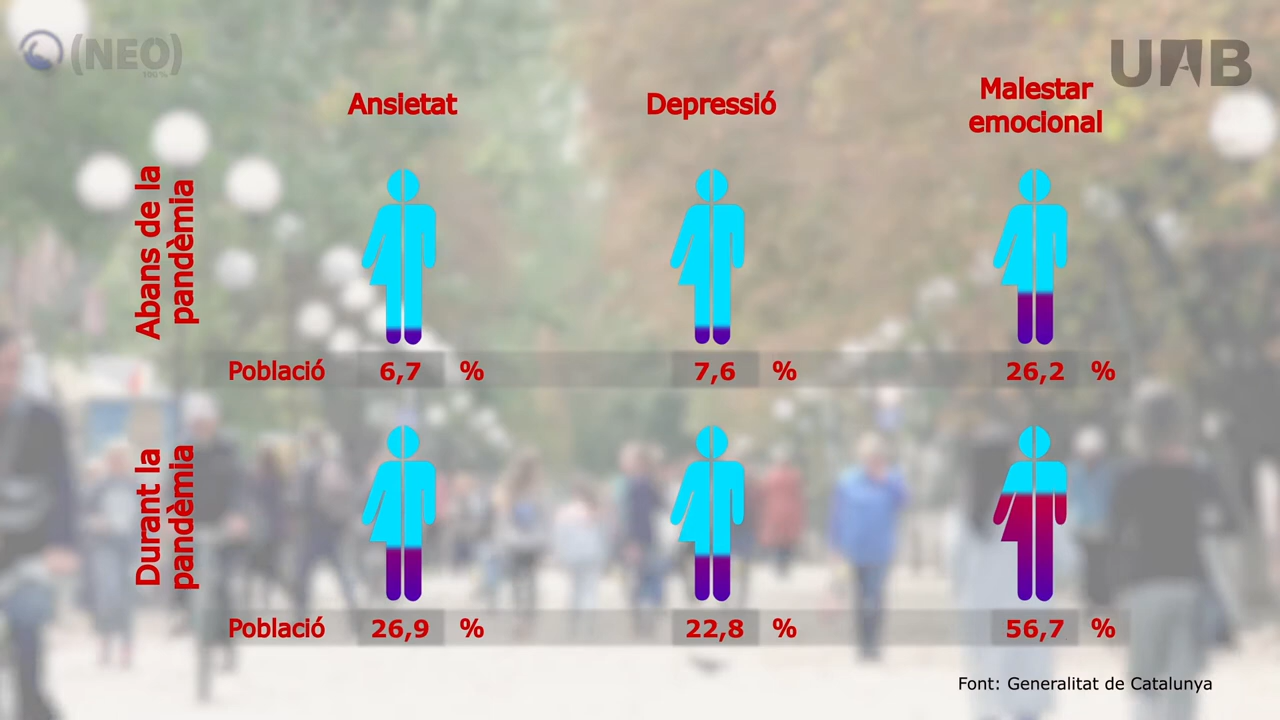 (NEO)
100%
UAB
Ansietat
Depressió
Malestar
emocional
Abans de la
pandèmia
Població 6,7 % 7,6 % 26,2 %
Durant la
pandèmia
Població 26,9 % 22,8 % 56,7 %
Font: Generalitat de Catalunya